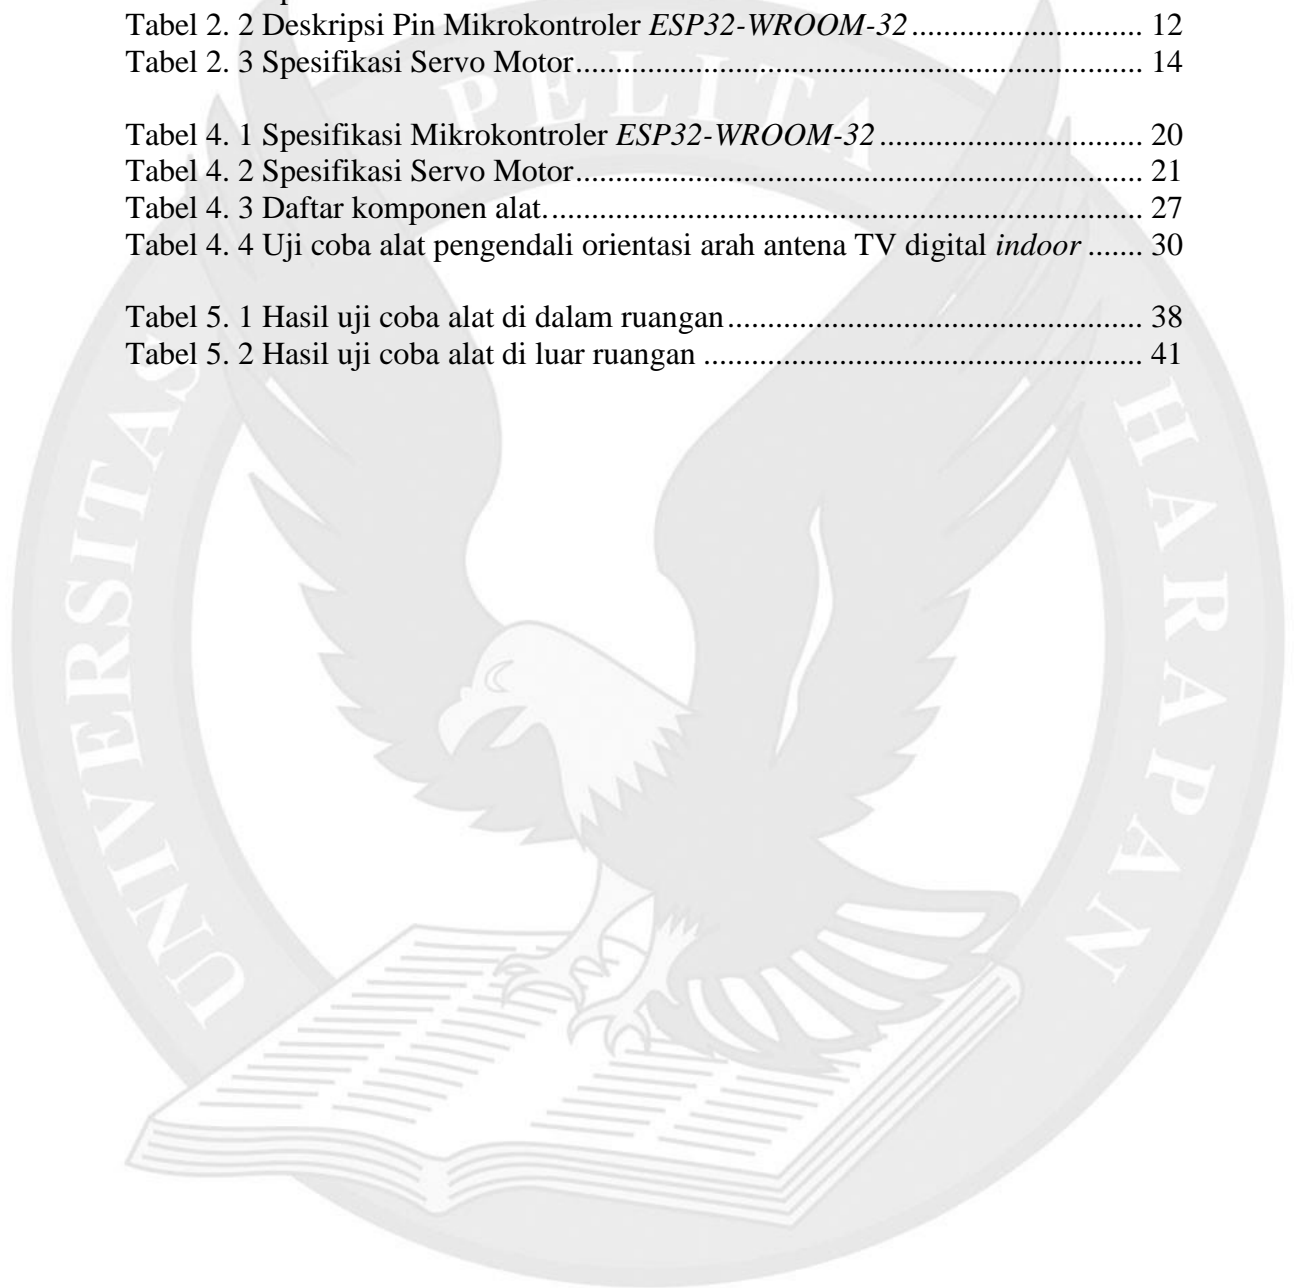 Tabel 2. 2 Deskripsi Pin Mikrokontroler ESP32-WROOM-32............................. 12
Tabel 2. 3 Spesifikasi Servo Motor....................................................................... 14
Tabel 4. 1 Spesifikasi Mikrokontroler ESP32-WROOM-32................................. 20
Tabel 4. 2 Spesifikasi Servo Motor....................................................................... 21
Tabel 4. 3 Daftar komponen alat........................................................................... 27
Tabel 4. 4 Uji coba alat pengendali orientasi arah antena TV digital indoor ....... 30
Tabel 5. 1 Hasil uji coba alat di dalam ruangan.................................................... 38
Tabel 5. 2 Hasil uji coba alat di luar ruangan ....................................................... 41
UNIVERSITAS PELITA HARAPAN